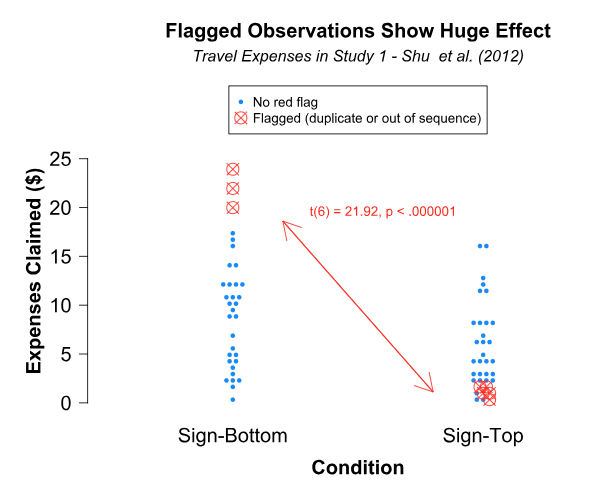 Flagged Observations Show Huge Effect
Travel Expenses in Study 1 - Shu  et al. (2012)
No red flag
Flagged (duplicate or out of sequence)
t(6) = 21.92, p < .000001
Expenses Claimed ($)
25
20
15
10
5
0
Sign-Bottom
Sign-Top
Condition